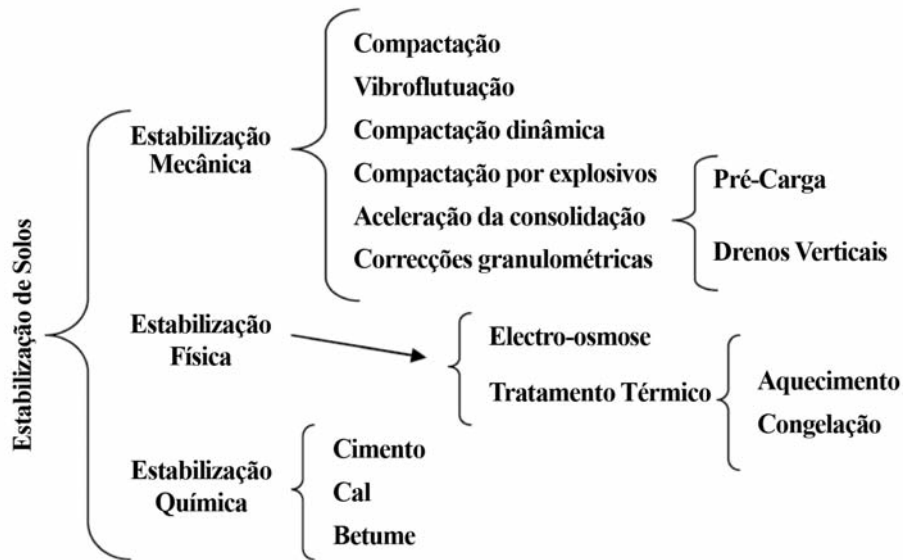 Estabilização de Solos
Estabilização
Mecânica
Compactação
Vibroflutuação
Compactação dinâmica
Compactação por explosivos
Aceleração da consolidação
Correcções granulométricas
Pré-Carga
Drenos Verticais
Estabilização
Física
Electro-osmose
Tratamento Térmico
Aquecimento
Congelação
Estabilização
Química
Cimento
Cal
Betume